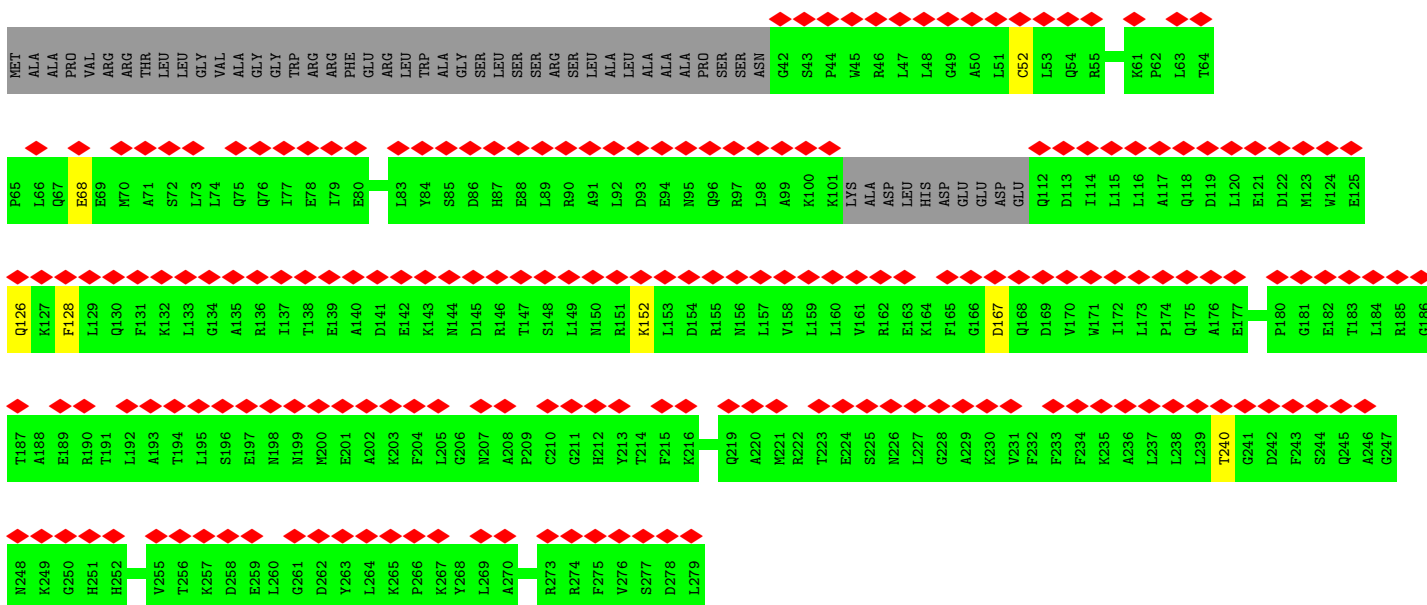 MET ALA ALA PRO VAL ARG ARG THR LEU LEU GLY VAL ALA GLY GLY TRP ARG ARG PHE GLU ARG LEU TRP ALA GLY SER LEU SER SER ARG SER LEU ALA LEU ALA ALA ALA PRO SER SER ASN G42 S43 P44 W45 R46 L47 L48 G49 A50 L51 C52 L53 Q54 R55 K61 P62 L63 T64
P65 L66 Q67 E68 E69 M70 A71 S72 L73 L74 Q75 Q76 I77 E78 I79 E80 L83 Y84 S85 D86 H87 E88 L89 R90 A91 L92 D93 E94 N95 Q96 R97 L98 A99 K100 K101 LYS ALA ASP LEU HIS ASP GLU GLU ASP GLU Q112 D113 I114 L115 L116 A117 Q118 D119 L120 E121 D122 M123 W124 E125
Q126 K127 F128 L129 Q130 F131 K132 L133 G134 A135 R136 I137 T138 E139 A140 D141 E142 K143 N144 D145 R146 T147 S148 L149 N150 R151 K152 L153 D154 R155 N156 L157 V158 L159 L160 V161 R162 E163 K164 F165 G166 D167 Q168 D169 V170 W171 I172 L173 P174 Q175 A176 E177 P180 G181 E182 T183 L184 R185 G186
T187 A188 E189 R190 T191 L192 A193 T194 L195 S196 E197 N198 N199 M200 E201 A202 K203 F204 L205 G206 N207 A208 P209 C210 G211 H212 Y213 T214 F215 K216 Q219 A220 M221 R222 T223 E224 S225 N226 L227 G228 A229 K230 V231 F232 F233 F234 K235 A236 L237 L238 L239 T240 G241 D242 F243 S244 Q245 A246 G247
N248 K249 G250 H251 H252 V255 T256 K257 D258 E259 L260 G261 D262 Y263 L264 K265 P266 K267 Y268 L269 A270 R273 R274 F275 V276 S277 D278 L279